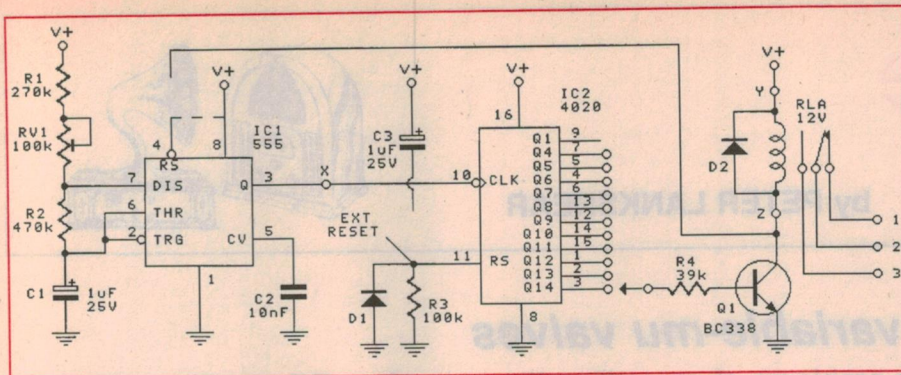 V+
R1
270k
RV1
100k
R2
470k
C1
1uF
25V
V+
IC1
555
4
8
RS
7
DIS
6
THR
2
TRG
Q
3
CV
5
1
X
C2
10nF
V+
C3
1uF
25V
EXT
RESET
D1
R3
100k
V+
IC2
4020
16
10
CLK
11
RS
8
Q1
9
Q4
7
Q5
5
Q6
4
Q7
6
Q8
13
Q9
12
Q10
14
Q11
15
Q12
1
Q13
2
Q14
3
R4
39k
Q1
BC338
V+
Y
D2
Z
RLA
12V
1
2
3
by PETER LANKSHEAR
variable-mu valves